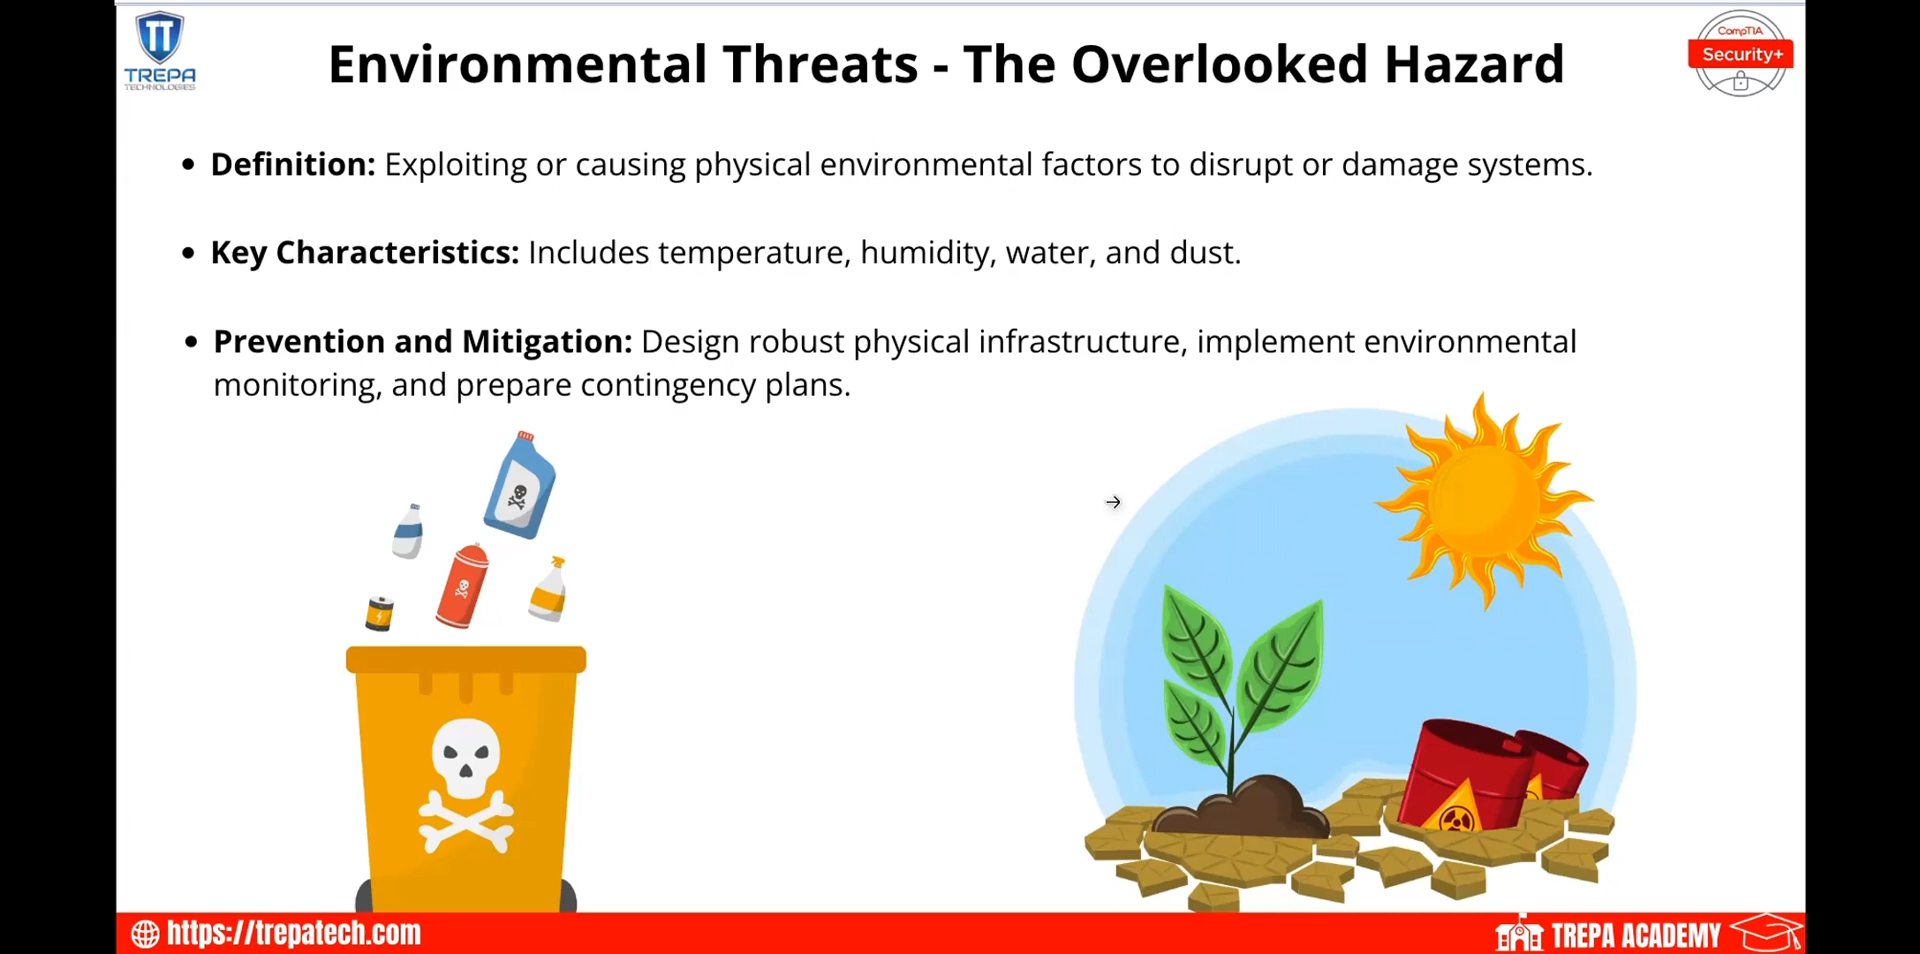 TREPA
TECHNOLOGIES
Environmental Threats - The Overlooked Hazard
CompTIA
Security+
• Definition: Exploiting or causing physical environmental factors to disrupt or damage systems.
• Key Characteristics: Includes temperature, humidity, water, and dust.
• Prevention and Mitigation: Design robust physical infrastructure, implement environmental
monitoring, and prepare contingency plans.
https://trepatech.com
TREPA ACADEMY